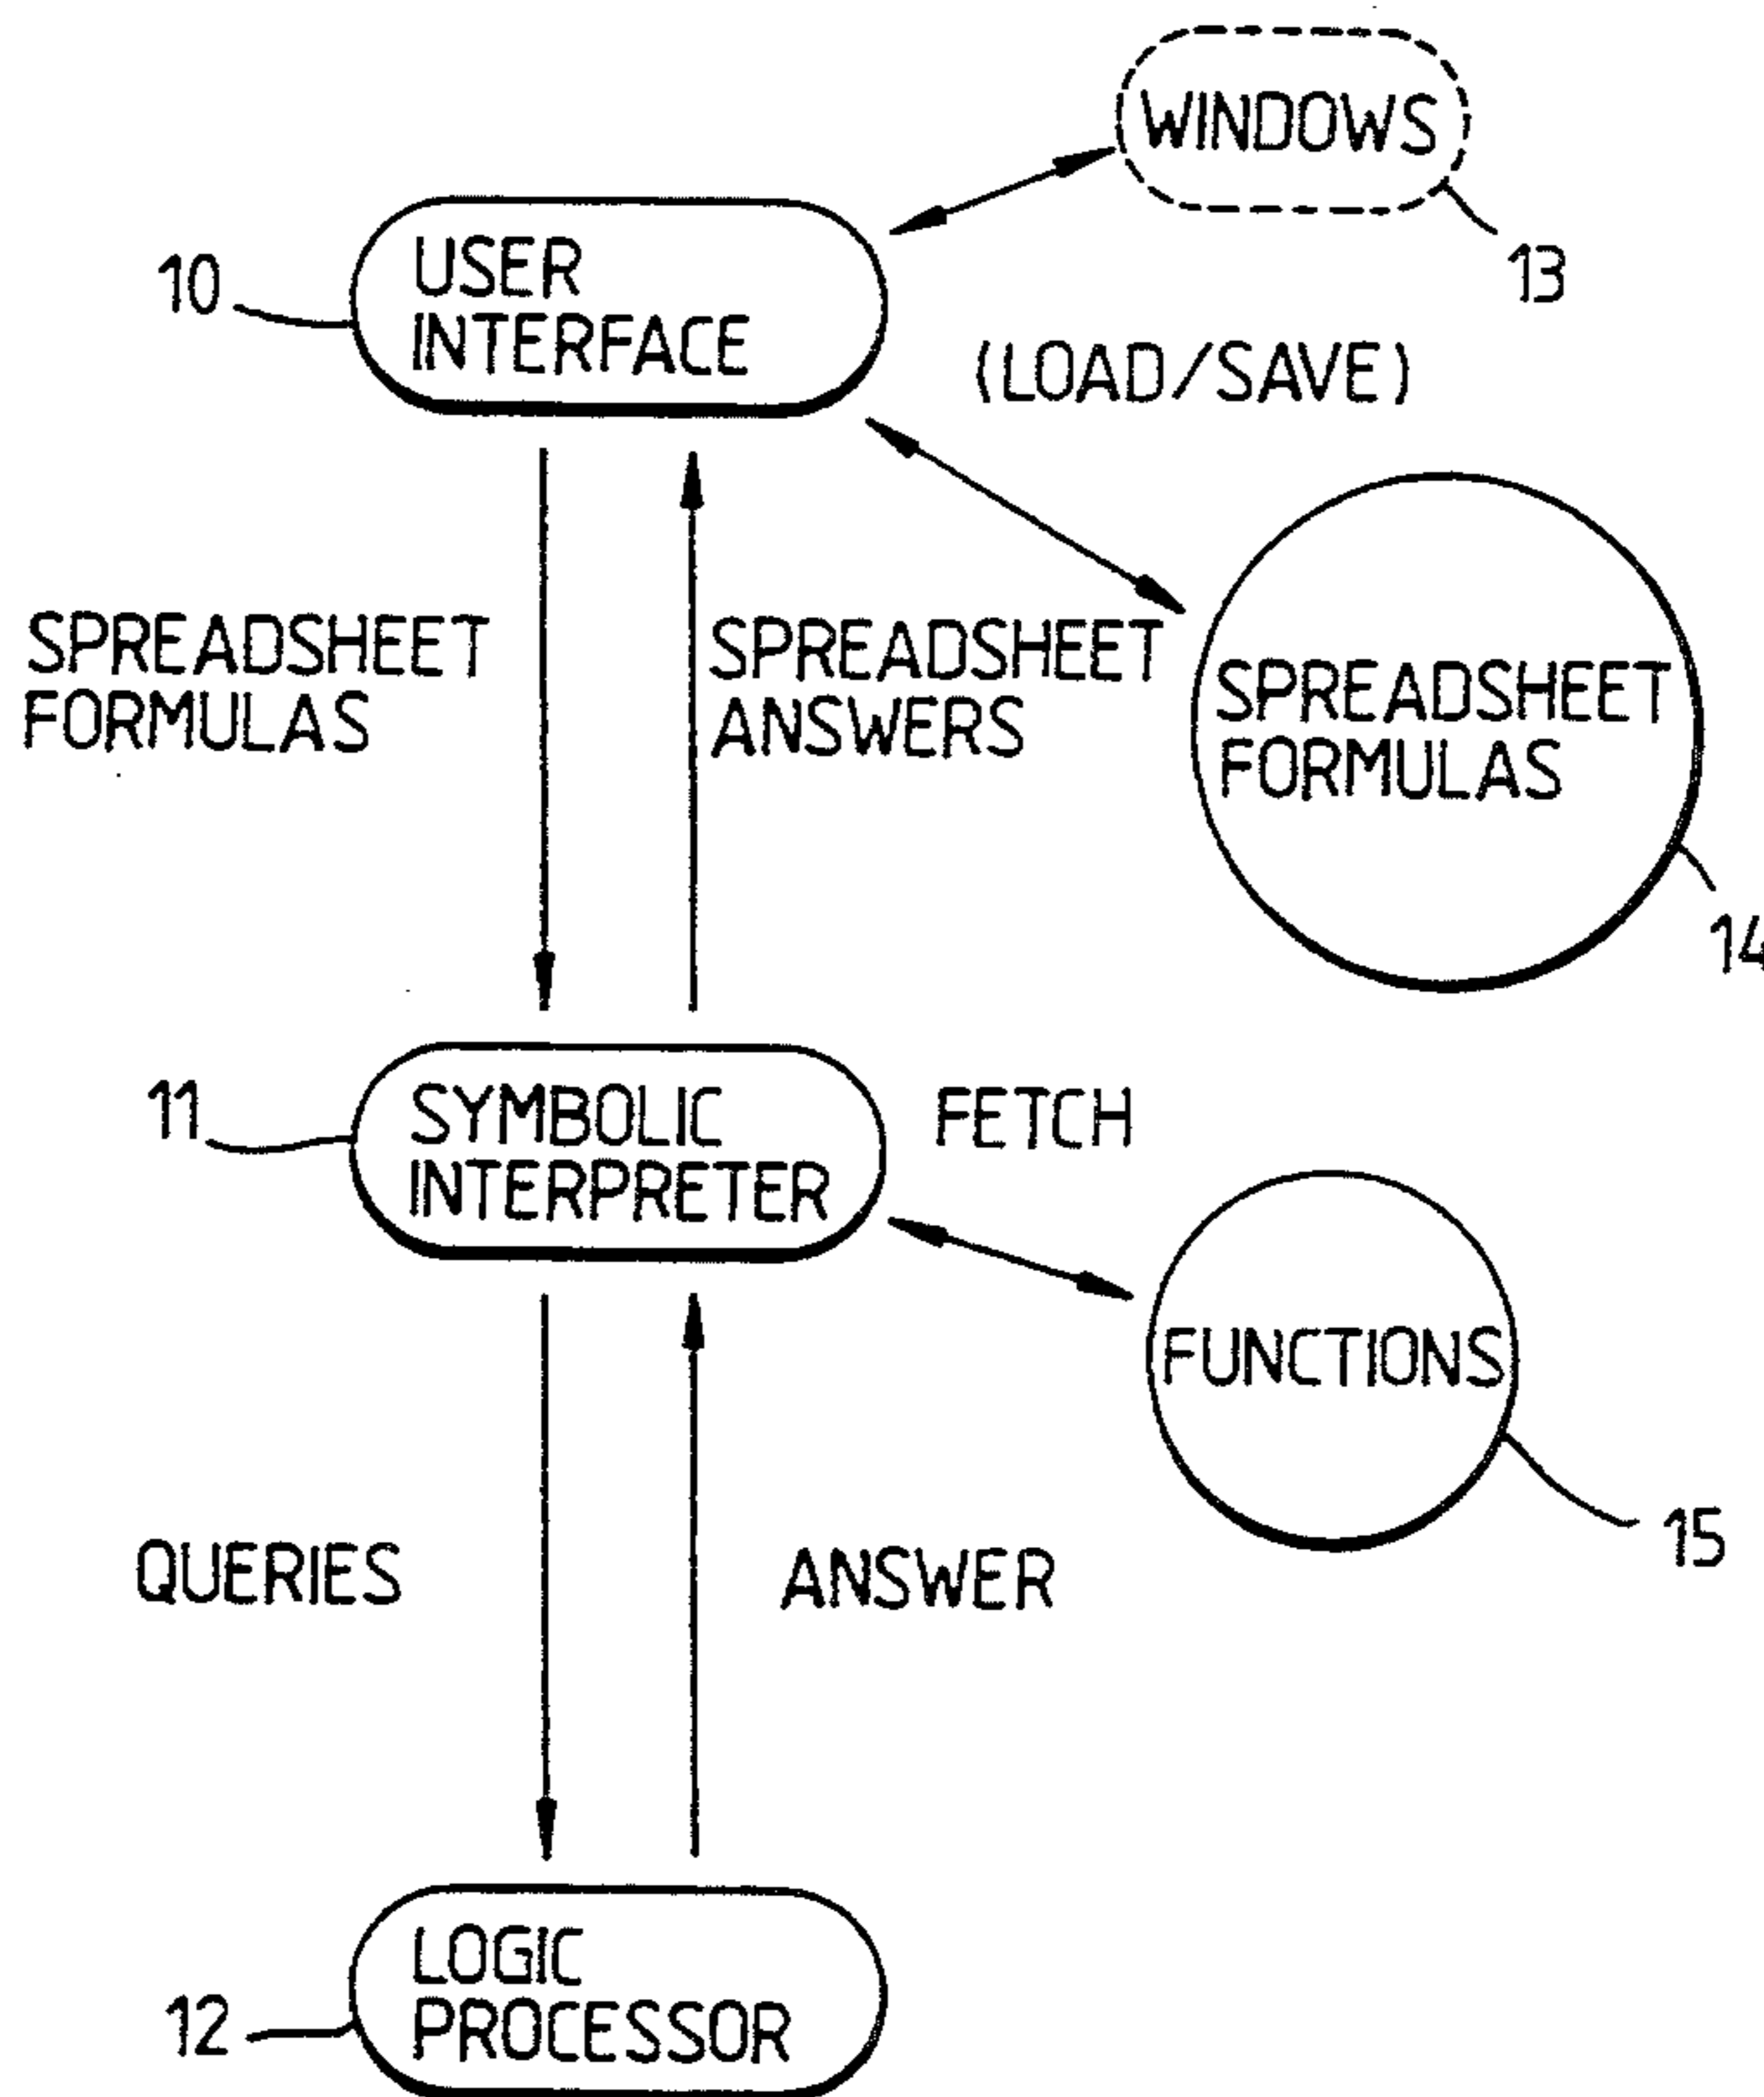 WINDOWS
13
10
USER
INTERFACE
(LOAD/SAVE)
SPREADSHEET
FORMULAS
SPREADSHEET
ANSWERS
SPREADSHEET
FORMULAS
14
11
SYMBOLIC
INTERPRETER
FETCH
FUNCTIONS
15
QUERIES
ANSWER
12
LOGIC
PROCESSOR